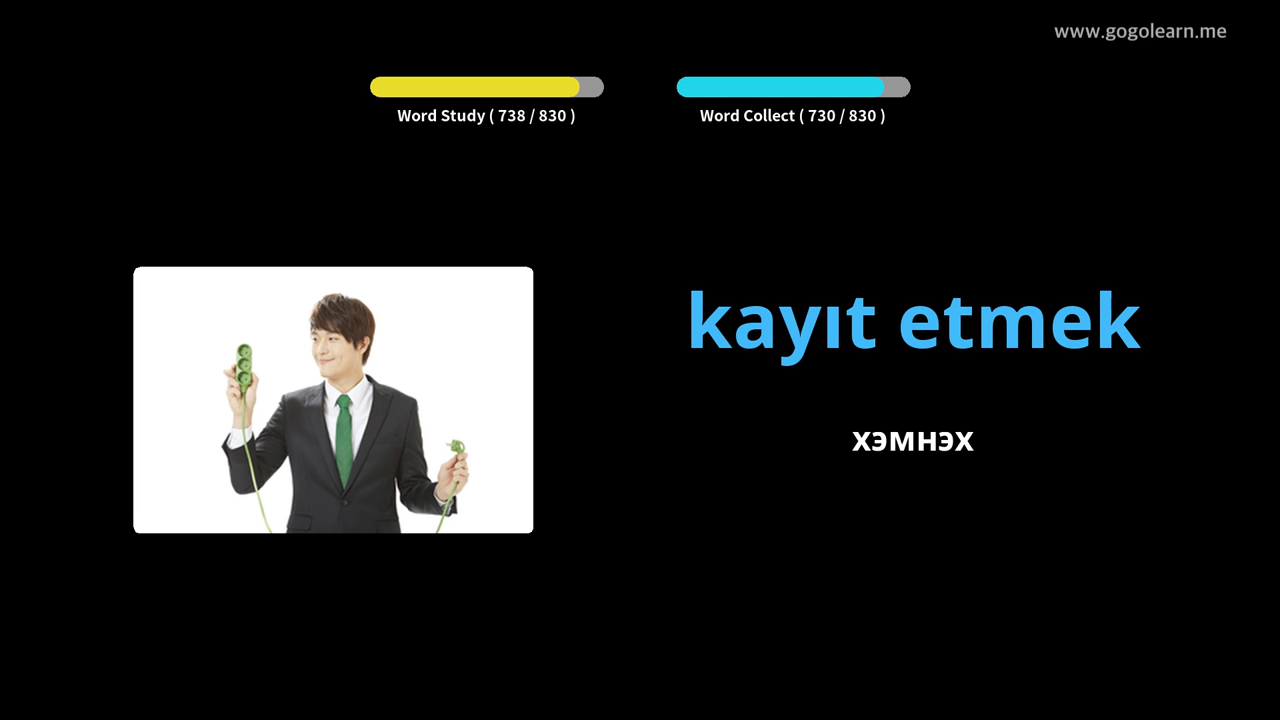 www.gogolearn.me
Word Study ( 738 / 830 )
Word Collect ( 730 / 830 )
kayıt etmek
хэмнэх